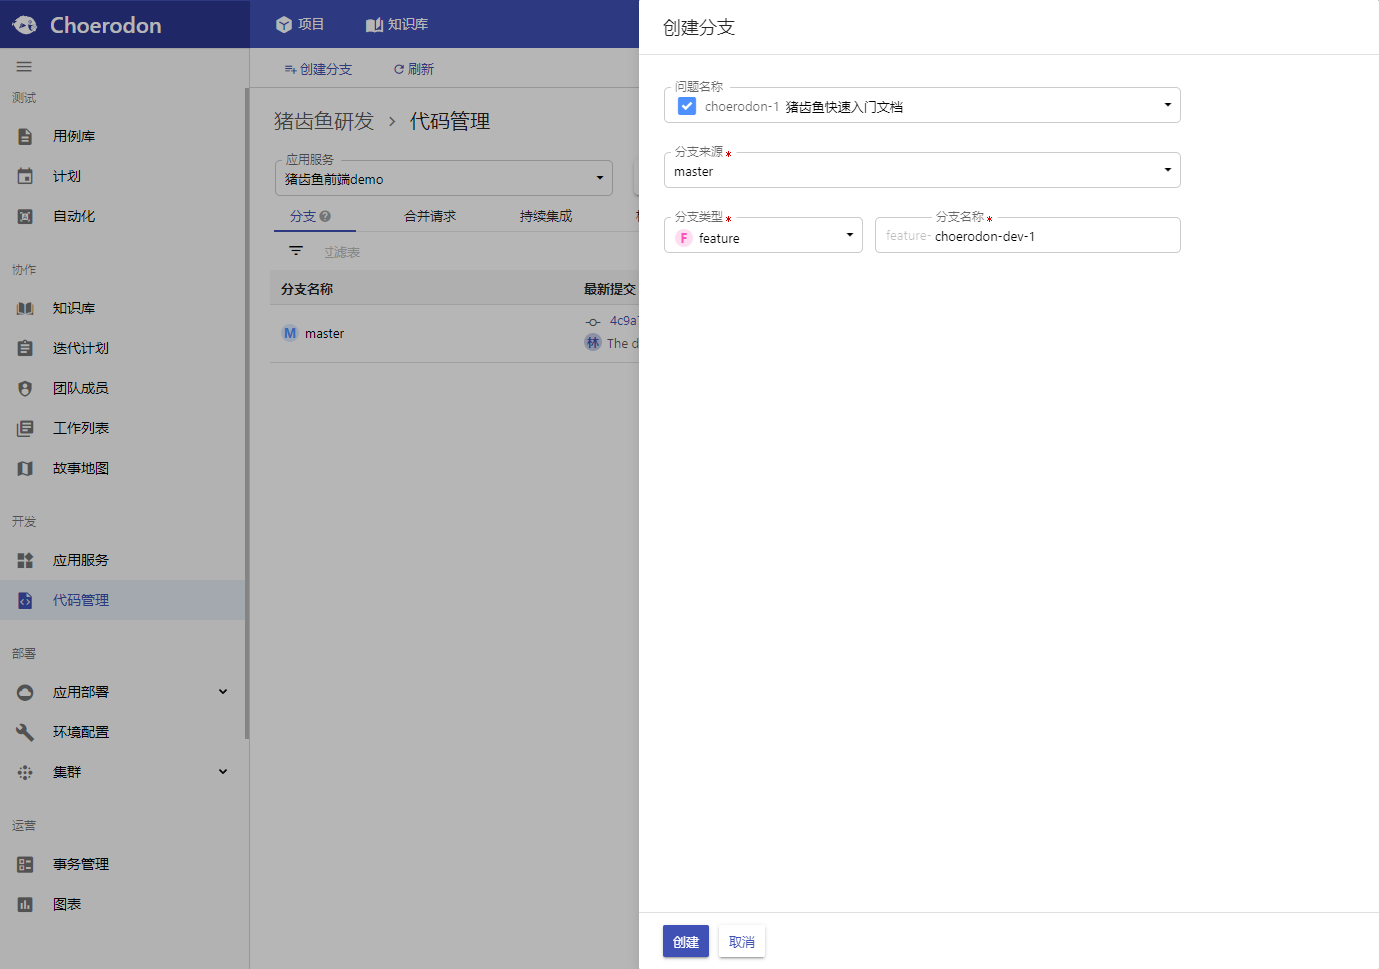 Choerodon
项目
知识库
测试
用例库
计划
自动化
协作
知识库
迭代计划
团队成员
工作列表
故事地图
开发
应用服务
代码管理
部署
应用部署
环境配置
集群
运营
事务管理
图表
创建分支
刷新
猪齿鱼研发 > 代码管理
应用服务
猪齿鱼前端demo
分支 合并请求 持续集成
过滤表
分支名称 最新提交
M master
4c9a
林 The d
创建分支
问题名称
choerodon-1 猪齿鱼快速入门文档
分支来源 *
master
分支类型 * 分支名称 *
F feature feature- choerodon-dev-1
创建 取消